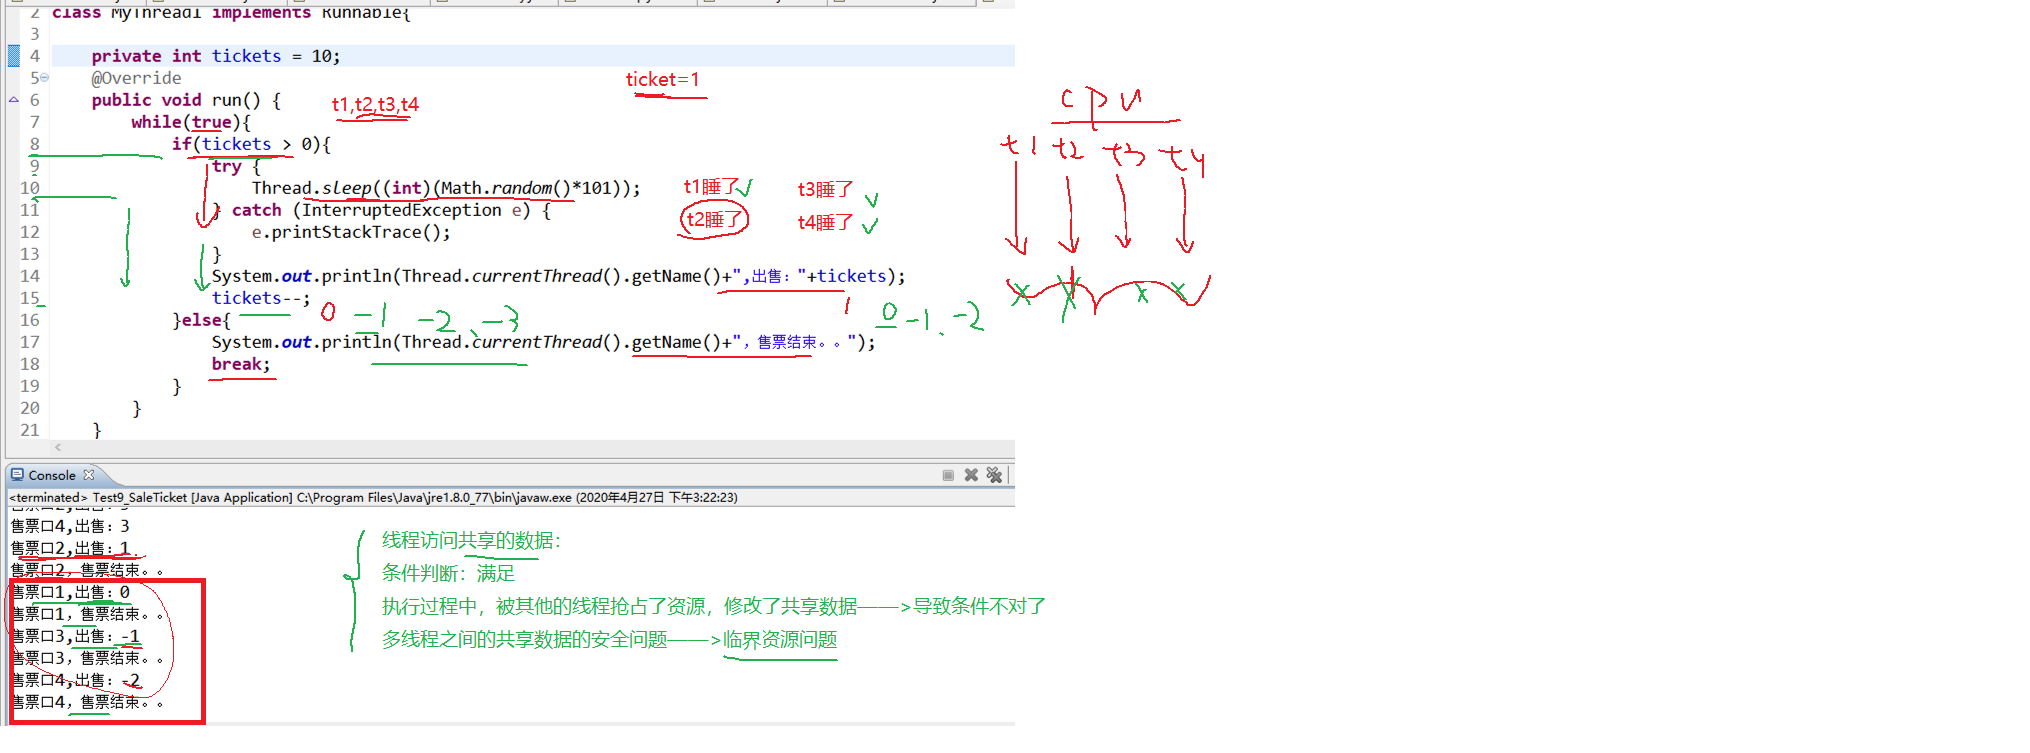 2 class MyThread1 implements Runnable{
3
4 private int tickets = 10;
5 @Override
ticket=1
6 public void run() {
t1,t2,t3,t4
7 while(true){
8 if(tickets > 0){
9 try {
10 Thread.sleep((int)(Math.random()*101));
11 } catch (InterruptedException e) {
12 e.printStackTrace();
13 }
14 System.out.println(Thread.currentThread().getName()+",出售："+tickets);
15 tickets--;
16 }else{
17 System.out.println(Thread.currentThread().getName()+"，售票结束。。");
18 break;
19 }
20 }
21 }
t1睡了 t3睡了
t2睡了 t4睡了
0 -1 -2、-3
1 0 -1、-2
cpu
t1 t2 t3 t4
Console
<terminated> Test9_SaleTicket [Java Application] C:\Program Files\Java\jre1.8.0_77\bin\javaw.exe (2020年4月27日 下午3:22:23)
售票口4,出售：3
售票口2,出售：1
售票口2，售票结束。。
售票口1,出售：0
售票口1，售票结束。。
售票口3,出售：-1
售票口3，售票结束。。
售票口4,出售：-2
售票口4，售票结束。。
线程访问共享的数据：
条件判断：满足
执行过程中，被其他的线程抢占了资源，修改了共享数据——>导致条件不对了
多线程之间的共享数据的安全问题——>临界资源问题